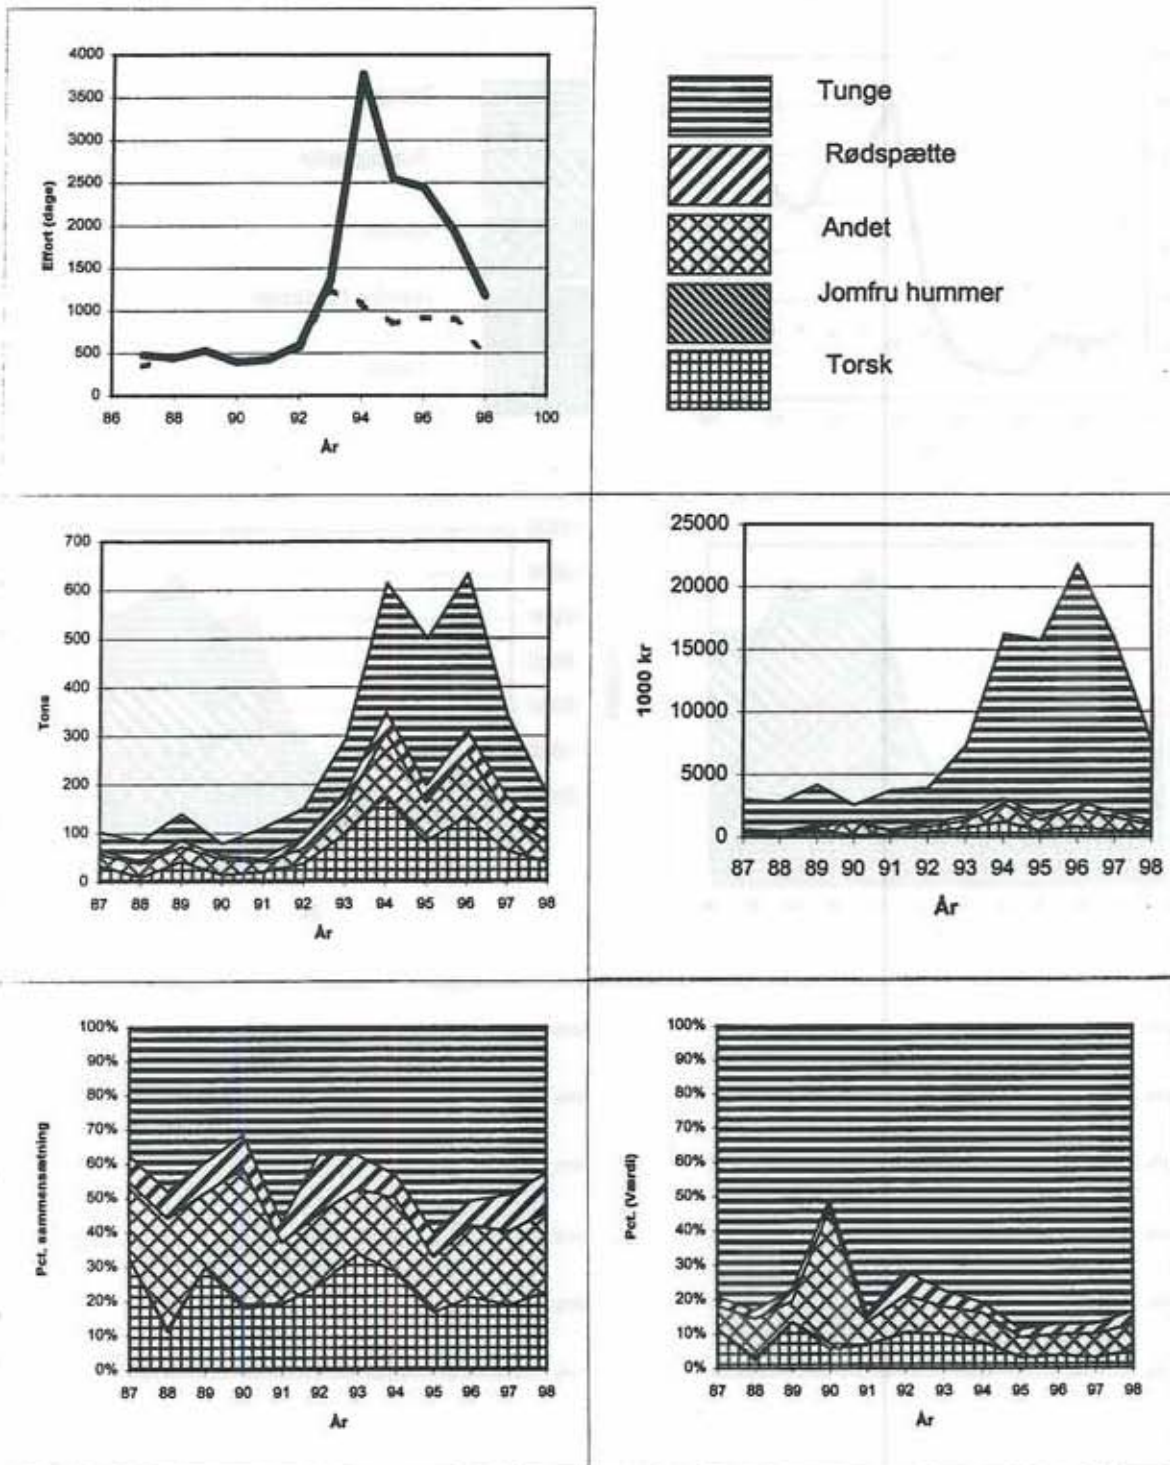 4000
3500
3000
2500
2000
1500
1000
500
0
Effort (dage)
86 88 90 92 94 96 98 100
År
Tunge
Rødspætte
Andet
Jomfru hummer
Torsk
700
600
500
400
300
200
100
0
Tons
87 88 89 90 91 92 93 94 95 96 97 98
År
25000
20000
15000
10000
5000
0
1000 kr
87 88 89 90 91 92 93 94 95 96 97 98
År
100%
90%
80%
70%
60%
50%
40%
30%
20%
10%
0%
Pct. sammensætning
87 88 89 90 91 92 93 94 95 96 97 98
År
100%
90%
80%
70%
60%
50%
40%
30%
20%
10%
0%
Pct. (Værdi)
87 88 89 90 91 92 93 94 95 96 97 98
År